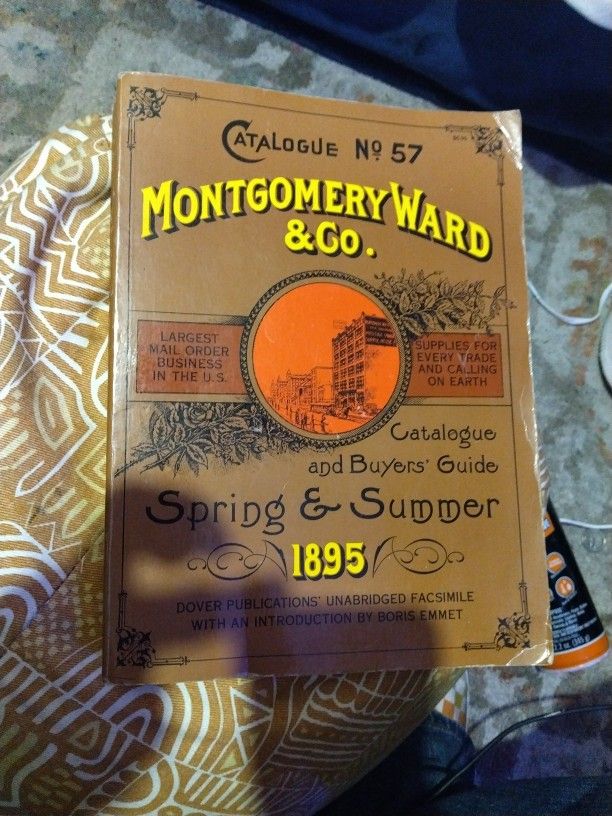 CATALOGUE No. 57
MONTGOMERY WARD
& Co.
LARGEST
MAIL ORDER
BUSINESS
IN THE U.S.
SUPPLIES FOR
EVERY TRADE
AND CALLING
ON EARTH
Catalogue
and Buyers' Guide
Spring & Summer
1895
DOVER PUBLICATIONS' UNABRIDGED FACSIMILE
WITH AN INTRODUCTION BY BORIS EMMET